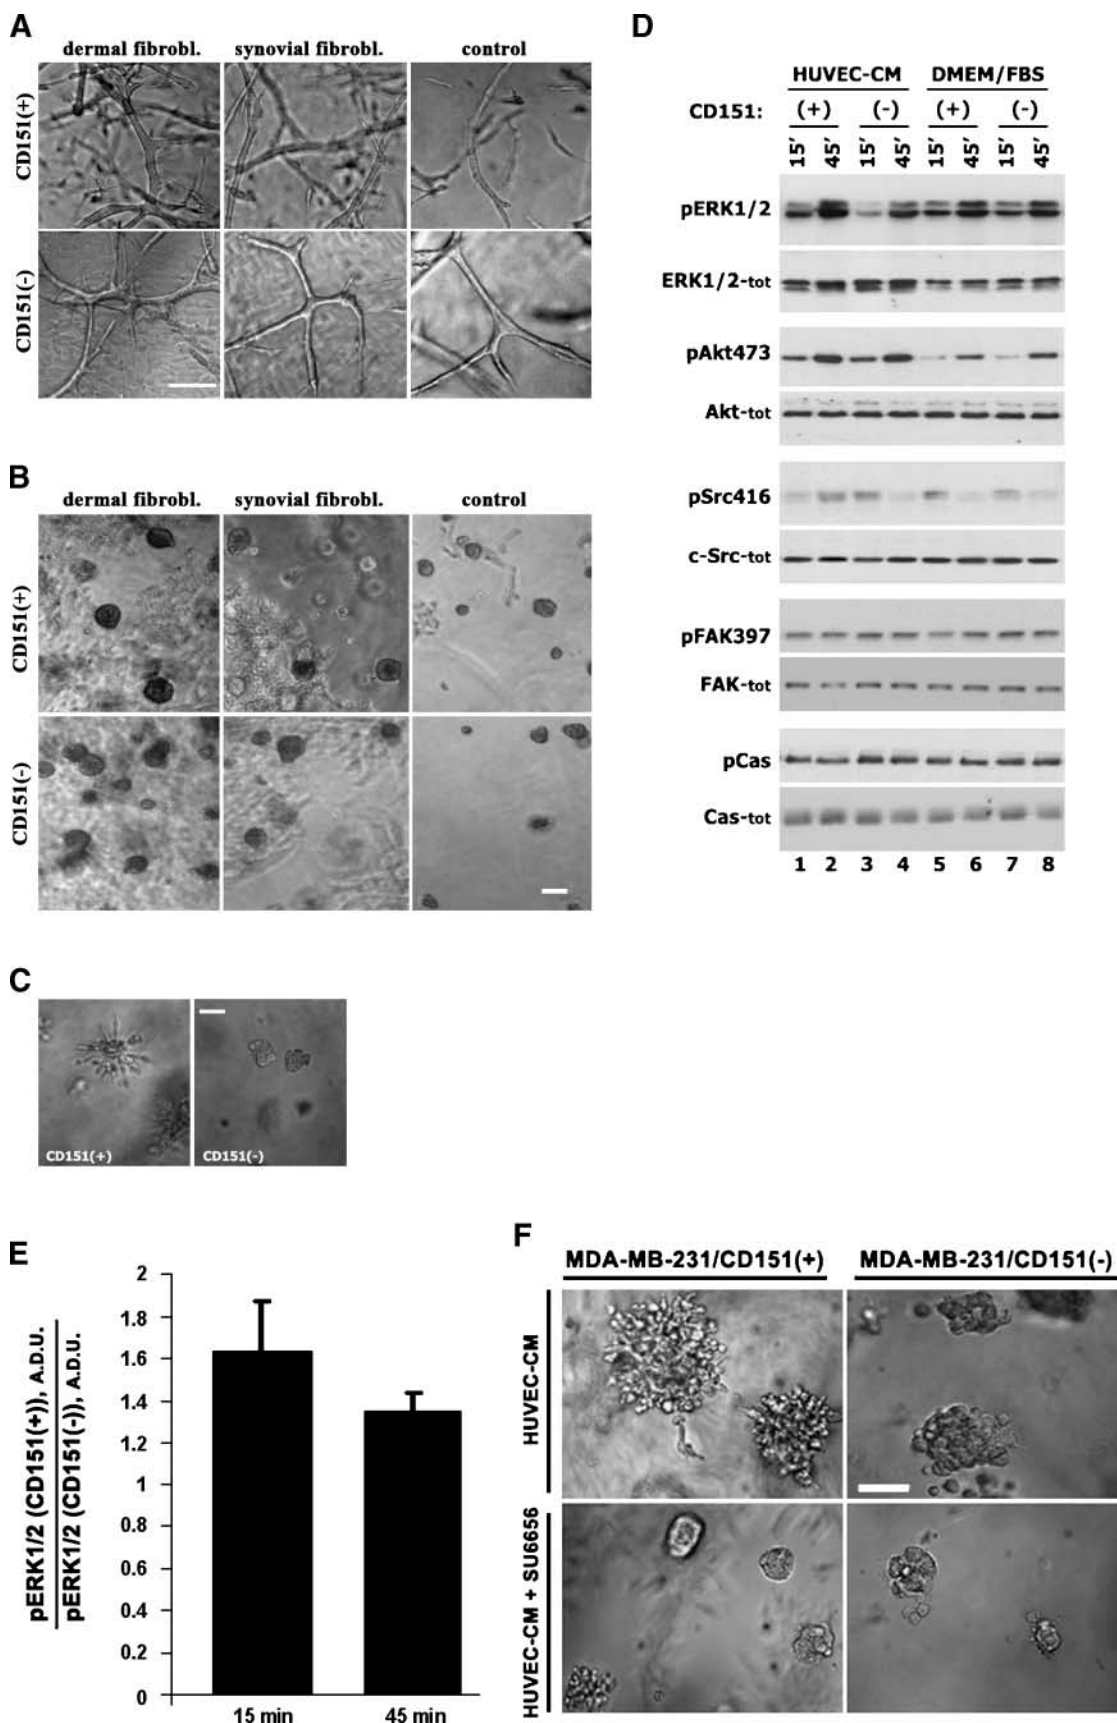 A
dermal fibrobl. synovial fibrobl. control
CD151(+)
CD151(-)
B
dermal fibrobl. synovial fibrobl. control
CD151(+)
CD151(-)
C
CD151(+) CD151(-)
D
HUVEC-CM DMEM/FBS
CD151: (+) (-) (+) (-)
15' 45' 15' 45' 15' 45' 15' 45'
pERK1/2
ERK1/2-tot
pAkt473
Akt-tot
pSrc416
c-Src-tot
pFAK397
FAK-tot
pCas
Cas-tot
1 2 3 4 5 6 7 8
E
pERK1/2 (CD151(+)), A.D.U.
pERK1/2 (CD151(-)), A.D.U.
2
1.8
1.6
1.4
1.2
1
0.8
0.6
0.4
0.2
0
15 min 45 min
F
MDA-MB-231/CD151(+) MDA-MB-231/CD151(-)
HUVEC-CM
HUVEC-CM + SU6656